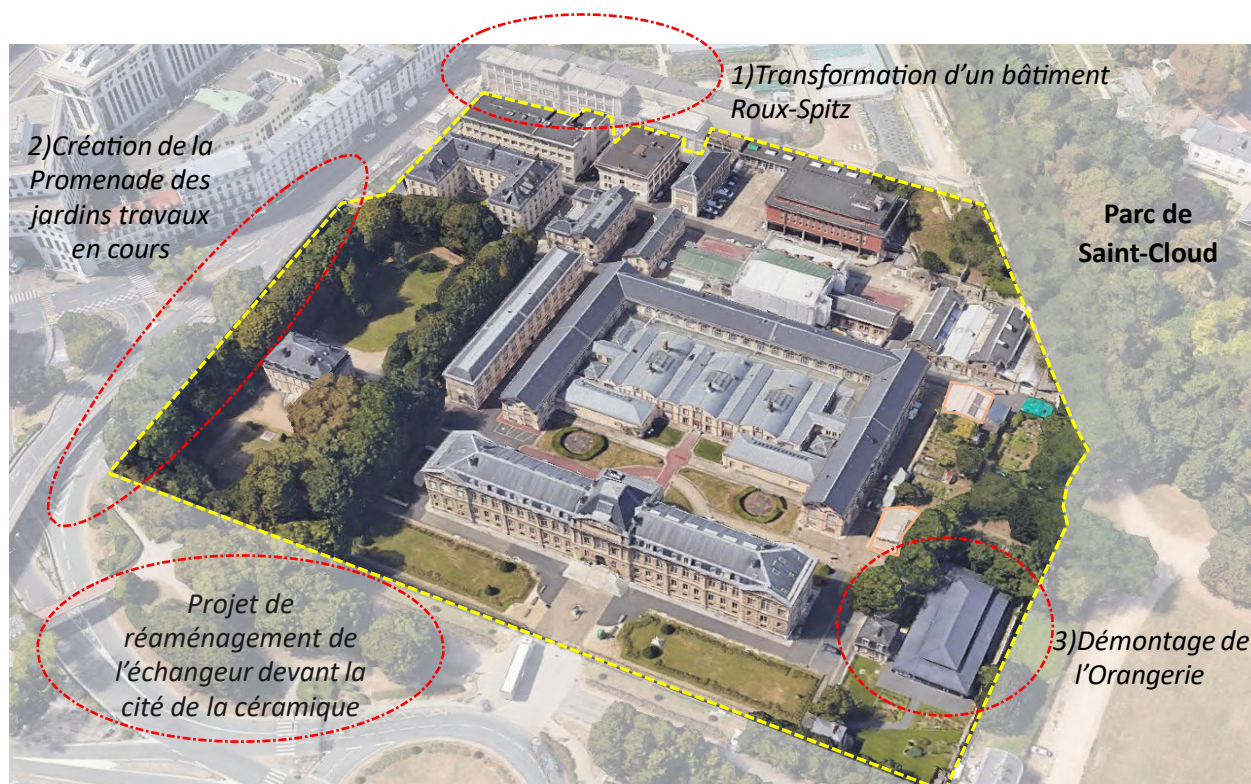 1)Transformation d’un bâtiment
Roux-Spitz
2)Création de la
Promenade des
jardins travaux
en cours
Parc de
Saint-Cloud
Projet de
réaménagement de
l’échangeur devant la
cité de la céramique
3)Démontage de
l’Orangerie